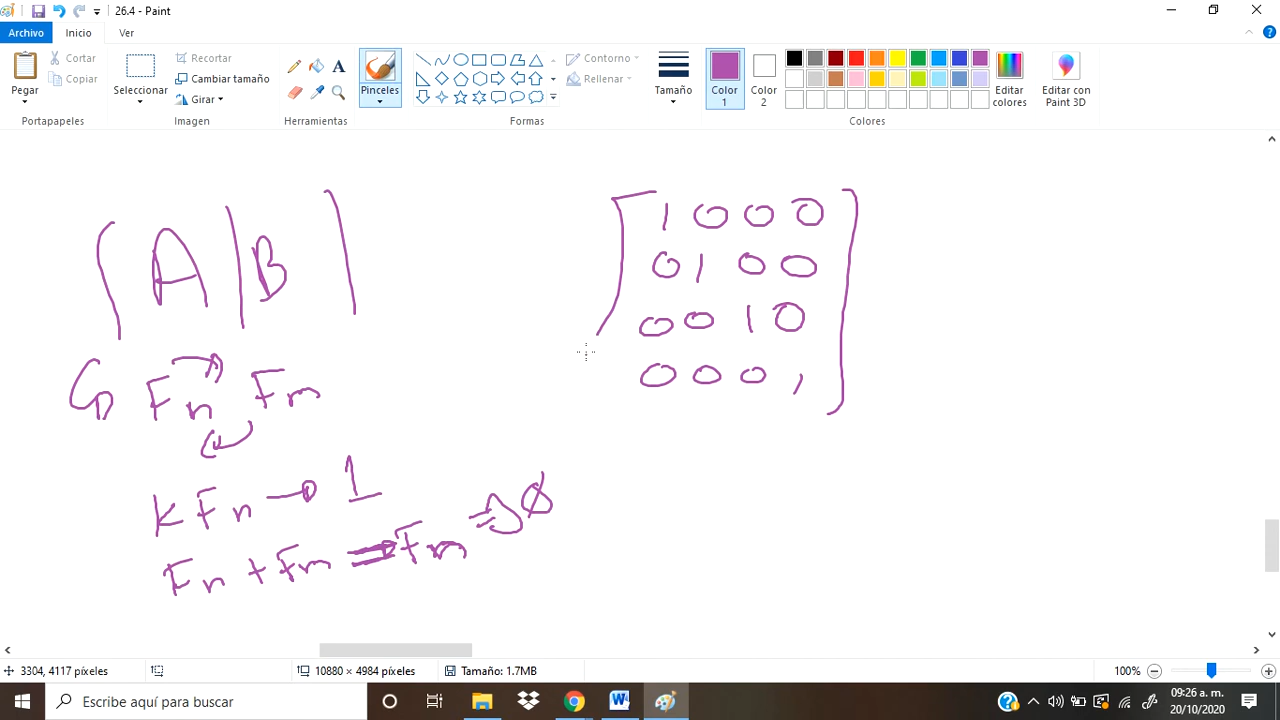 26.4 - Paint
Archivo Inicio Ver
Pegar
Cortar
Copiar
Portapapeles
Seleccionar
Recortar
Cambiar tamaño
Girar
Imagen
A
Herramientas
Pinceles
Contorno
Rellenar
Formas
Tamaño
Color 1
Color 2
Editar colores
Colores
Editar con Paint 3D
A | B
Fn Fm
kFn → 1
Fn + Fm ⇒ Fm ⇒ 0
1 0 0 0
0 1 0 0
0 0 1 0
0 0 0 1
3304, 4117 píxeles
10880 × 4984 píxeles
Tamaño: 1.7MB
100%
Escribe aquí para buscar
09:26 a. m.
20/10/2020